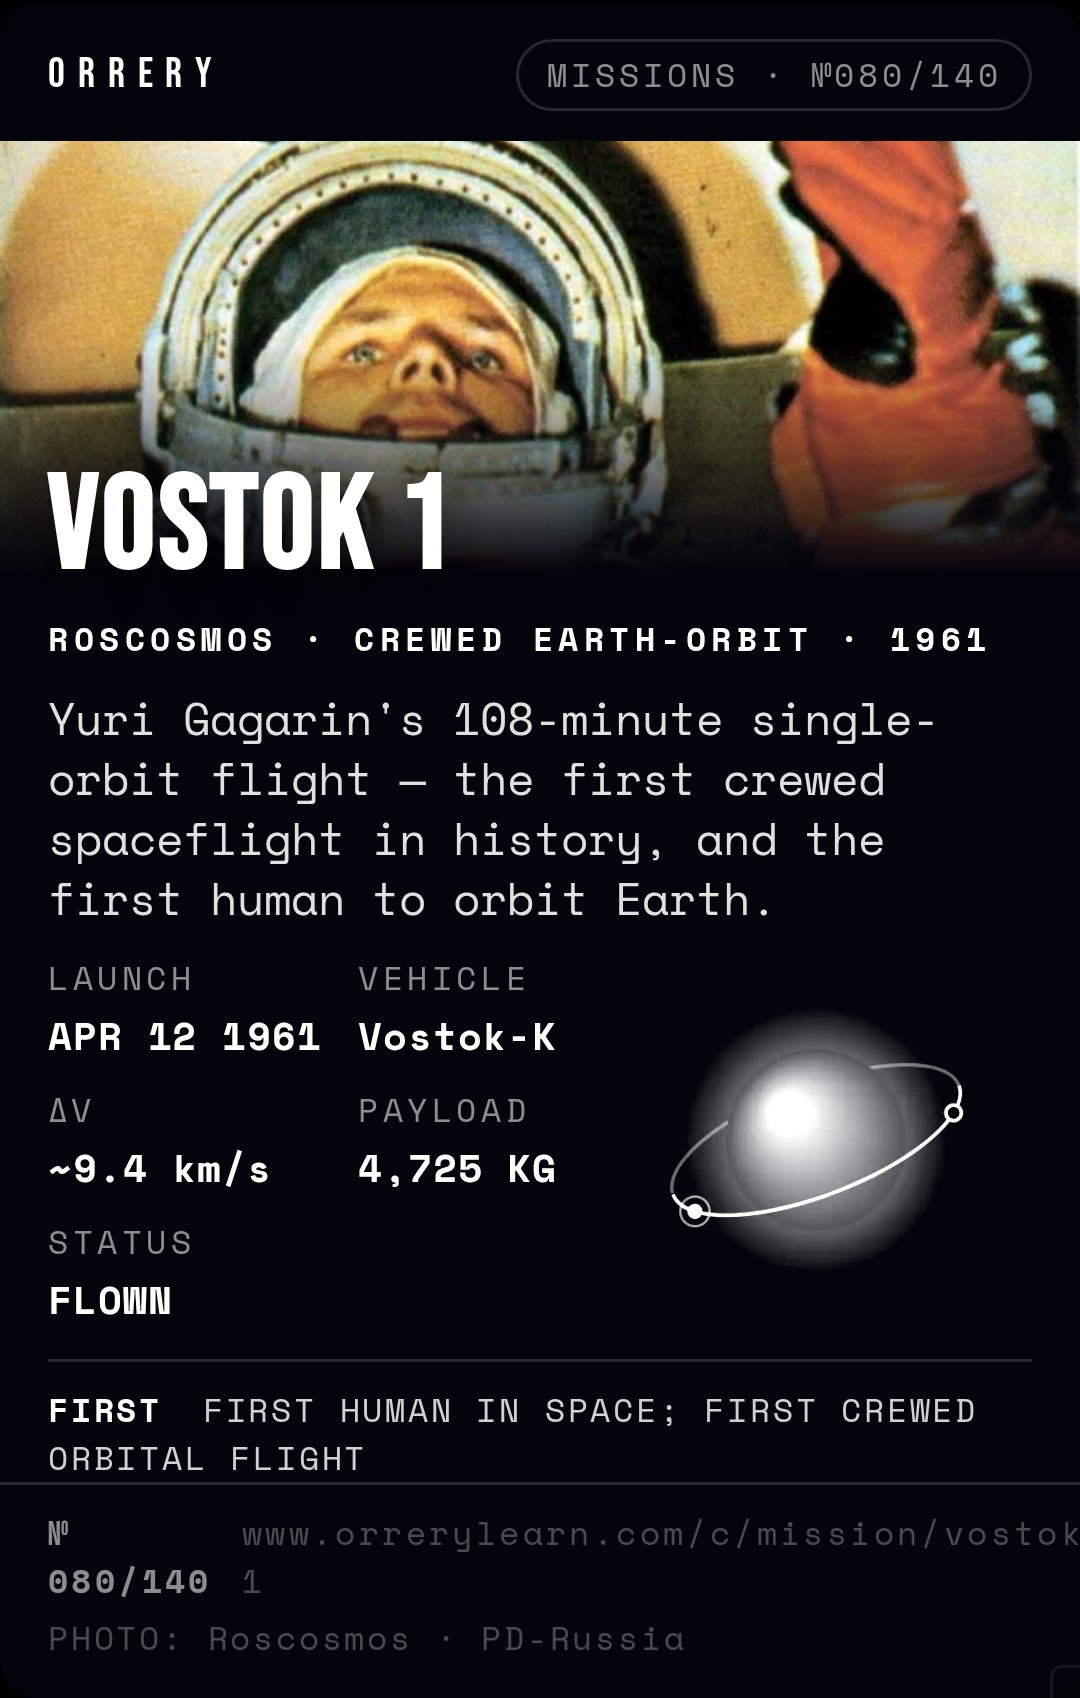 ORRERY
MISSIONS · №080/140
VOSTOK 1
ROSCOSMOS · CREWED EARTH-ORBIT · 1961
Yuri Gagarin's 108-minute single-
orbit flight — the first crewed
spaceflight in history, and the
first human to orbit Earth.
LAUNCH VEHICLE
APR 12 1961 Vostok-K
ΔV PAYLOAD
~9.4 km/s 4,725 KG
STATUS
FLOWN
FIRST FIRST HUMAN IN SPACE; FIRST CREWED
ORBITAL FLIGHT
№ www.orrerylearn.com/c/mission/vostok
080/140 1
PHOTO: Roscosmos · PD-Russia